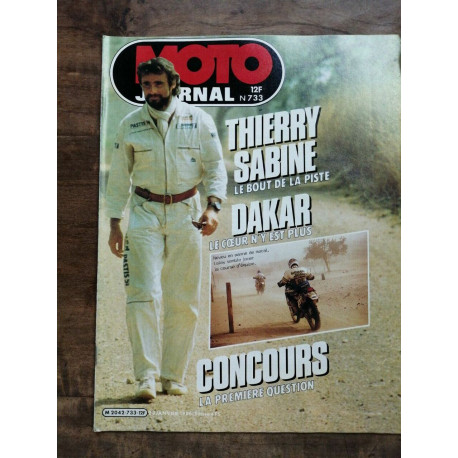 MOTO
JOURNAL
12F
N 733
THIERRY
SABINE
LE BOUT DE LA PISTE
DAKAR
LE CŒUR N'Y EST PLUS
CONCOURS
LA PREMIÈRE QUESTION
M 2042-733-12F